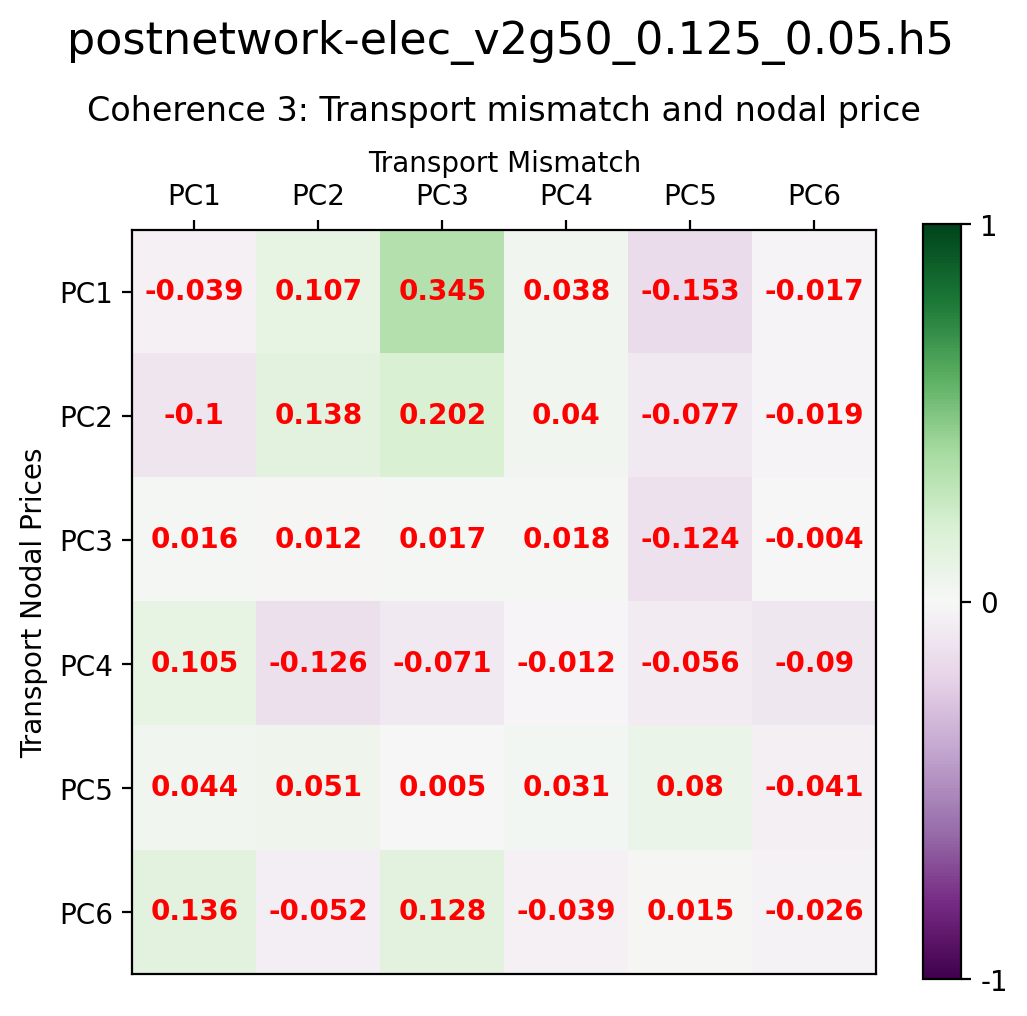 postnetwork-elec_v2g50_0.125_0.05.h5
Coherence 3: Transport mismatch and nodal price
Transport Mismatch
PC1 PC2 PC3 PC4 PC5 PC6
Transport Nodal Prices
PC1 -0.039 0.107 0.345 0.038 -0.153 -0.017
PC2 -0.1 0.138 0.202 0.04 -0.077 -0.019
PC3 0.016 0.012 0.017 0.018 -0.124 -0.004
PC4 0.105 -0.126 -0.071 -0.012 -0.056 -0.09
PC5 0.044 0.051 0.005 0.031 0.08 -0.041
PC6 0.136 -0.052 0.128 -0.039 0.015 -0.026
1
0
-1